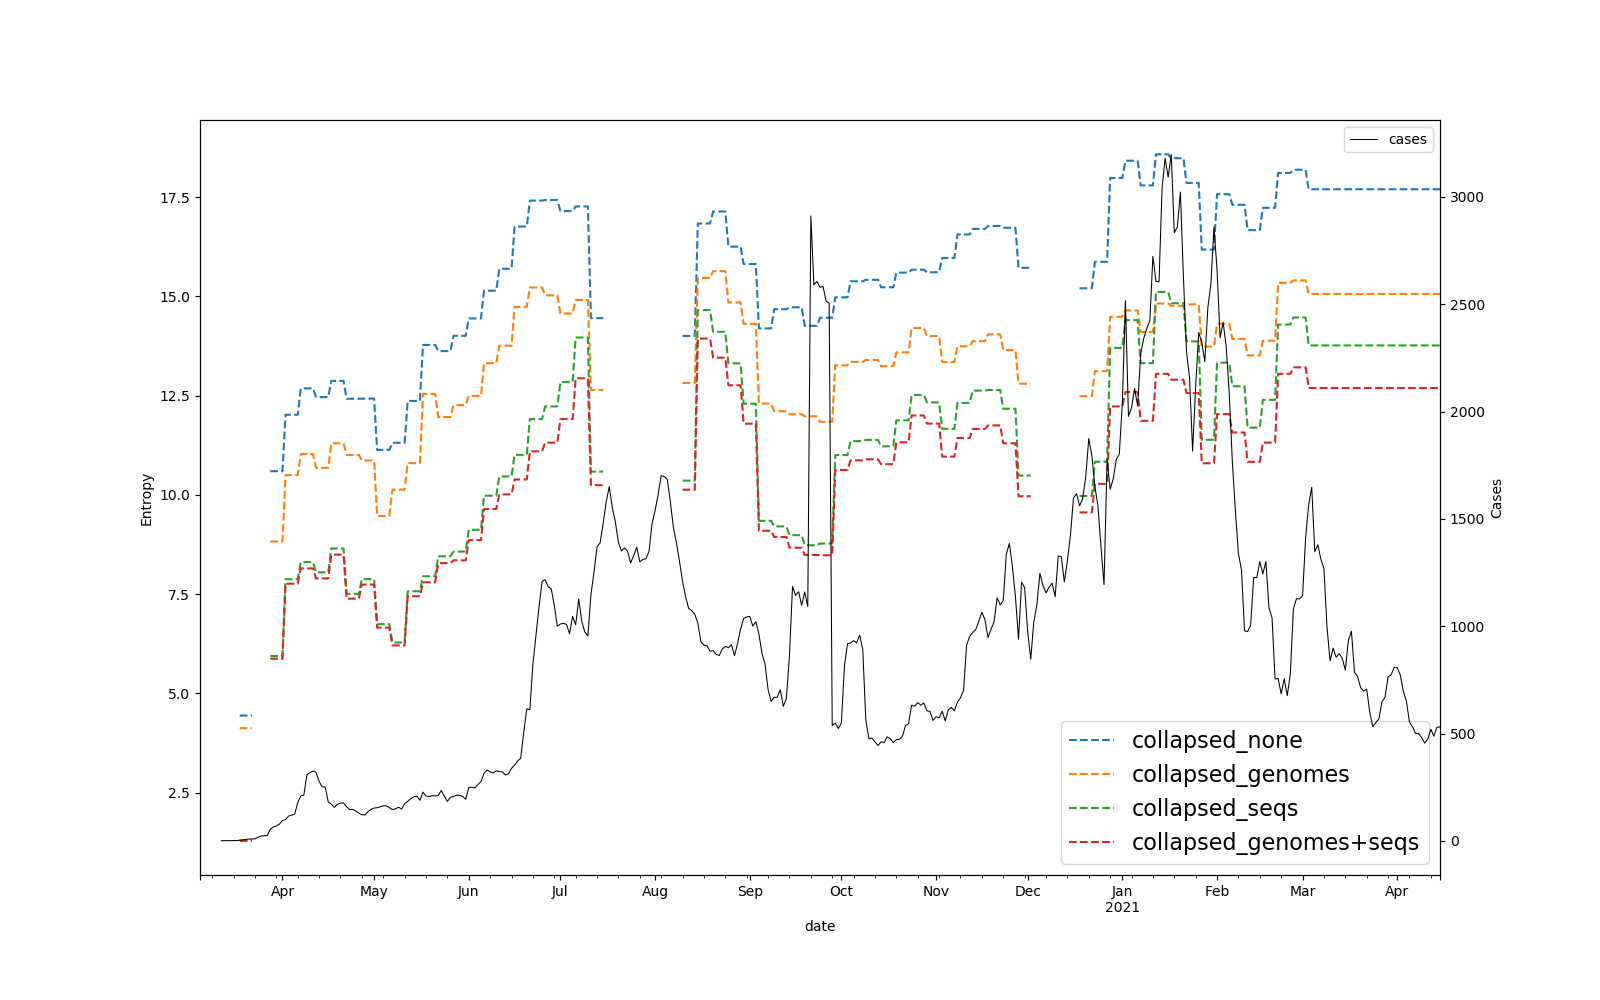 cases
17.5
15.0
12.5
10.0
7.5
5.0
2.5
Entropy
3000
2500
2000
1500
1000
500
0
Cases
collapsed_none
collapsed_genomes
collapsed_seqs
collapsed_genomes+seqs
Apr May Jun Jul Aug Sep Oct Nov Dec Jan Feb Mar Apr
2021
date